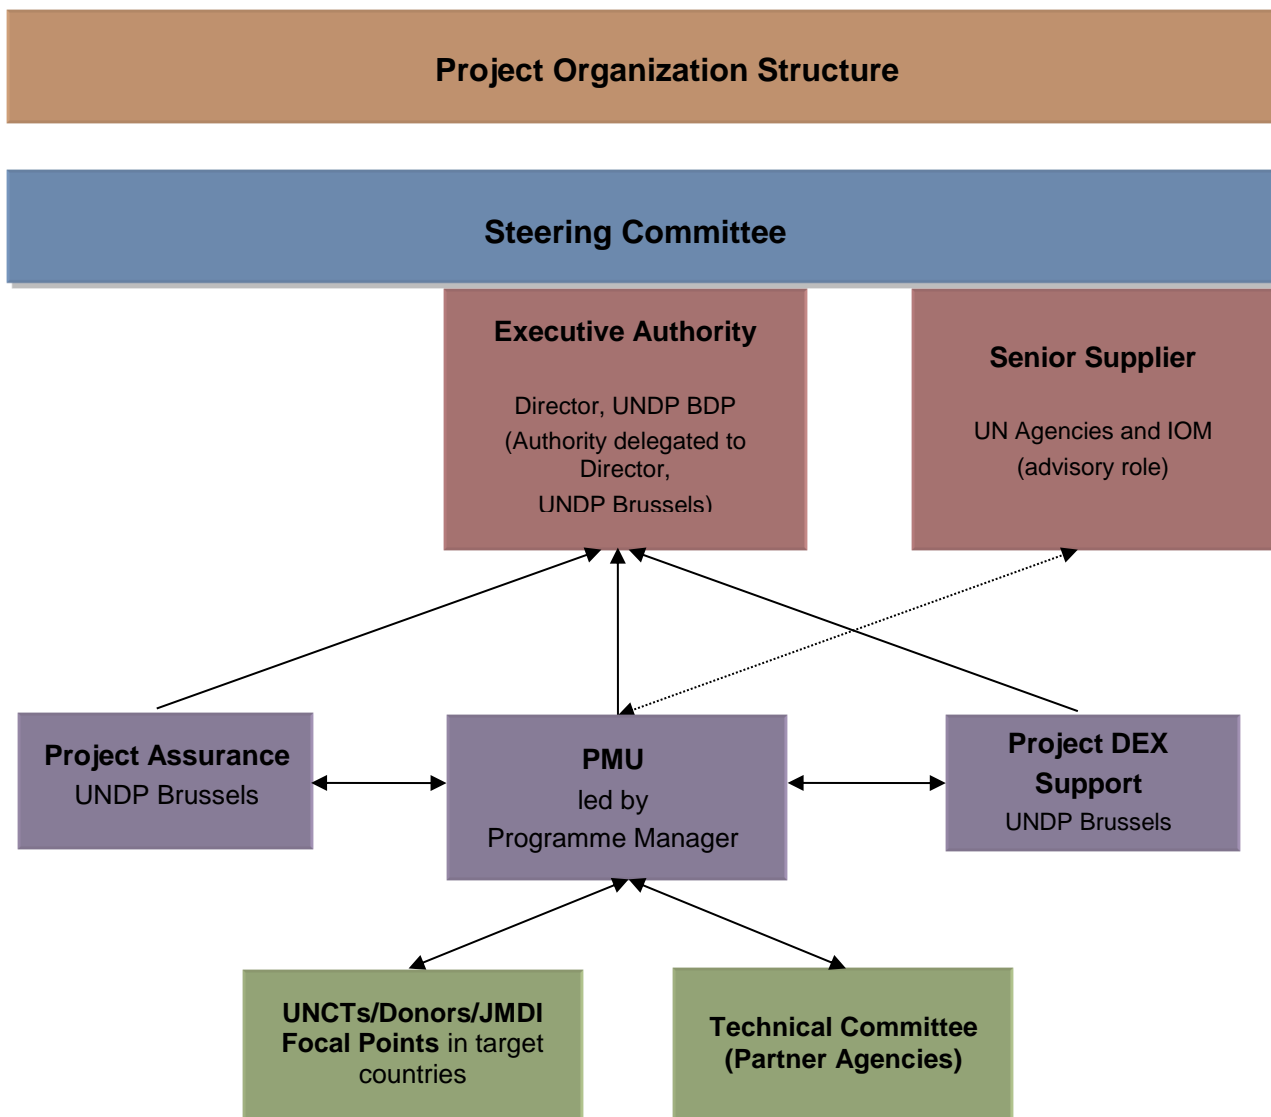 Project Organization Structure
Steering Committee
Executive Authority
Director, UNDP BDP
(Authority delegated to
Director,
UNDP Brussels)
Senior Supplier
UN Agencies and IOM
(advisory role)
Project Assurance
UNDP Brussels
PMU
led by
Programme Manager
Project DEX
Support
UNDP Brussels
UNCTs/Donors/JMDI
Focal Points in target
countries
Technical Committee
(Partner Agencies)